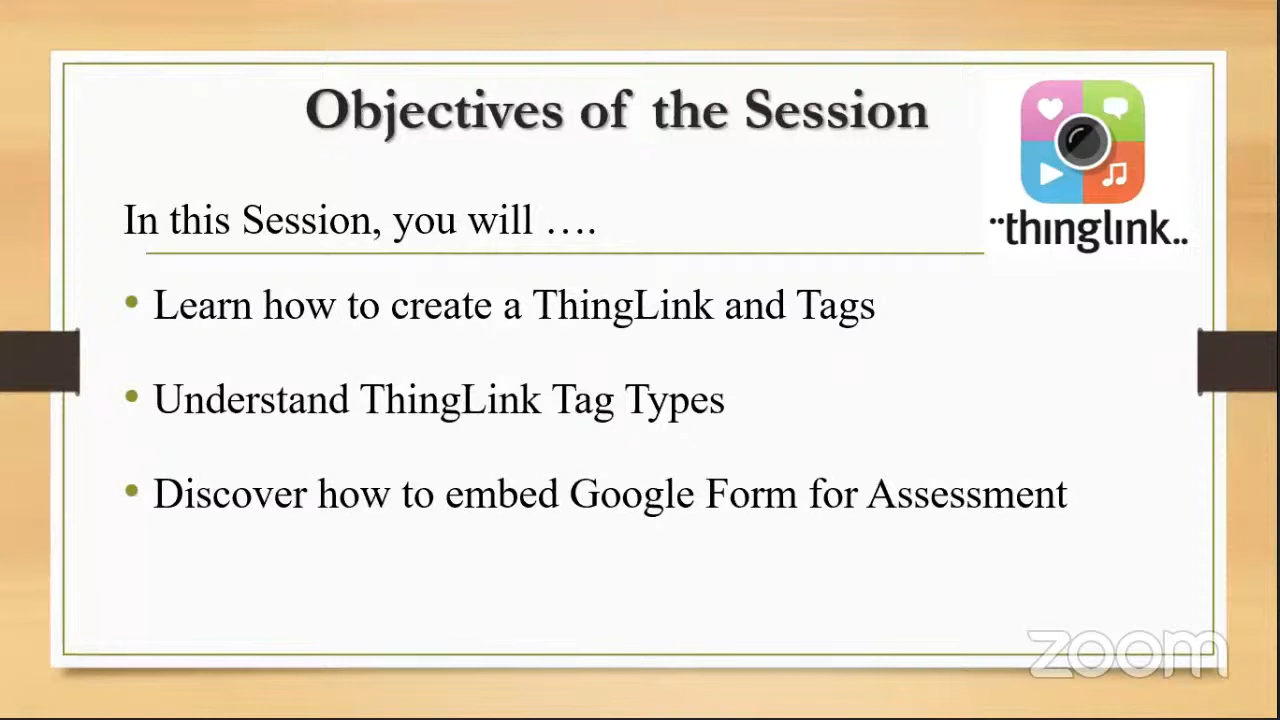 Objectives of the Session
¨thınglınk..
In this Session, you will ….
• Learn how to create a ThingLink and Tags
• Understand ThingLink Tag Types
• Discover how to embed Google Form for Assessment
zoom